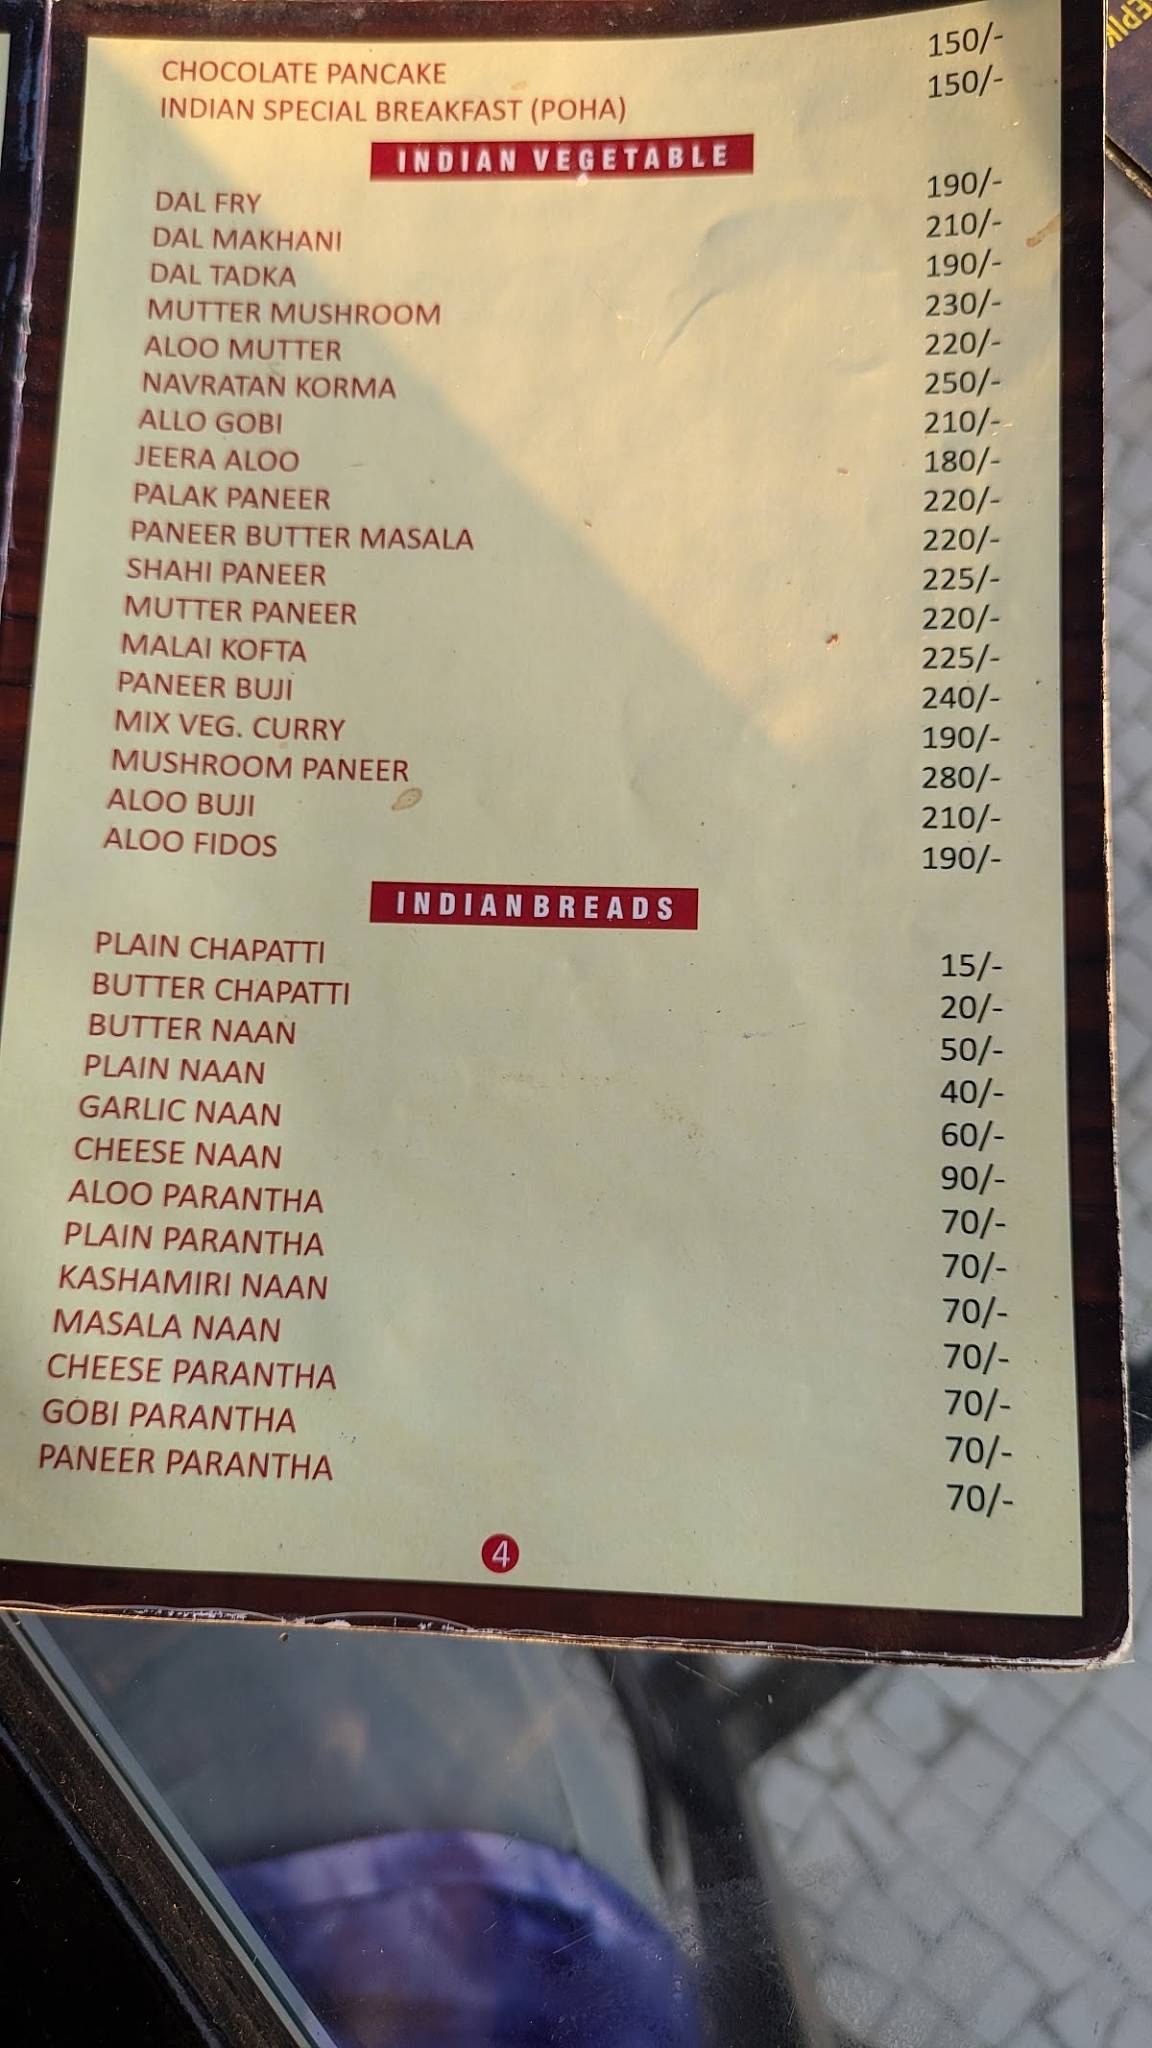 CHOCOLATE PANCAKE 150/-
INDIAN SPECIAL BREAKFAST (POHA) 150/-
INDIAN VEGETABLE
DAL FRY 190/-
DAL MAKHANI 210/-
DAL TADKA 190/-
MUTTER MUSHROOM 230/-
ALOO MUTTER 220/-
NAVRATAN KORMA 250/-
ALLO GOBI 210/-
JEERA ALOO 180/-
PALAK PANEER 220/-
PANEER BUTTER MASALA 220/-
SHAHI PANEER 225/-
MUTTER PANEER 220/-
MALAI KOFTA 225/-
PANEER BUJI 240/-
MIX VEG. CURRY 190/-
MUSHROOM PANEER 280/-
ALOO BUJI 210/-
ALOO FIDOS 190/-
INDIANBREADS
PLAIN CHAPATTI 15/-
BUTTER CHAPATTI 20/-
BUTTER NAAN 50/-
PLAIN NAAN 40/-
GARLIC NAAN 60/-
CHEESE NAAN 90/-
ALOO PARANTHA 70/-
PLAIN PARANTHA 70/-
KASHAMIRI NAAN 70/-
MASALA NAAN 70/-
CHEESE PARANTHA 70/-
GOBI PARANTHA 70/-
PANEER PARANTHA 70/-
4